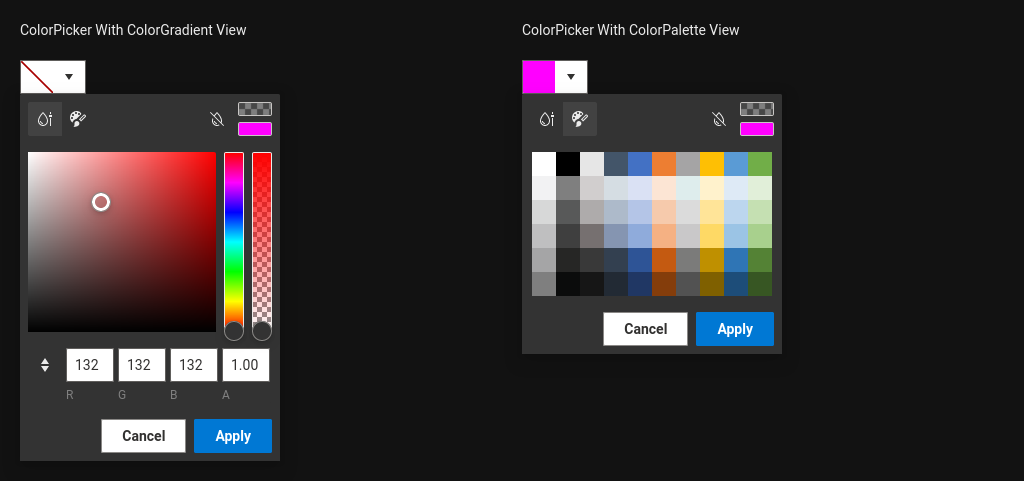 ColorPicker With ColorGradient View
132 132 132 1.00
R G B A
Cancel Apply
ColorPicker With ColorPalette View
Cancel Apply